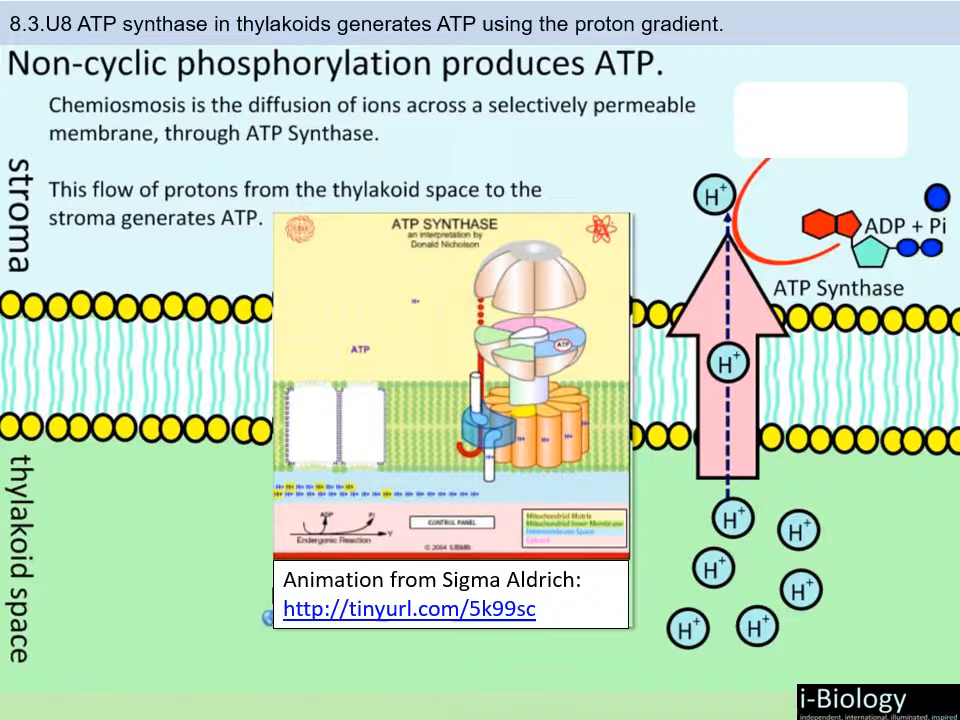 8.3.U8 ATP synthase in thylakoids generates ATP using the proton gradient.
Non-cyclic phosphorylation produces ATP.
Chemiosmosis is the diffusion of ions across a selectively permeable
membrane, through ATP Synthase.
This flow of protons from the thylakoid space to the
stroma generates ATP.
stroma
thylakoid space
ATP SYNTHASE
an interpretation by
Donald Nicholson
H+
ATP
ATP
ADP
Pi
Endergonic Reaction
CONTROL PANEL
© 2004 IUBMB
Mitochondrial Matrix
Mitochondrial Inner Membrane
Intermembrane Space
Animation from Sigma Aldrich:
http://tinyurl.com/5k99sc
H+
ADP + Pi
ATP Synthase
H+
H+
H+
H+
H+
H+
H+
i-Biology
independent, international, illuminated, inspired